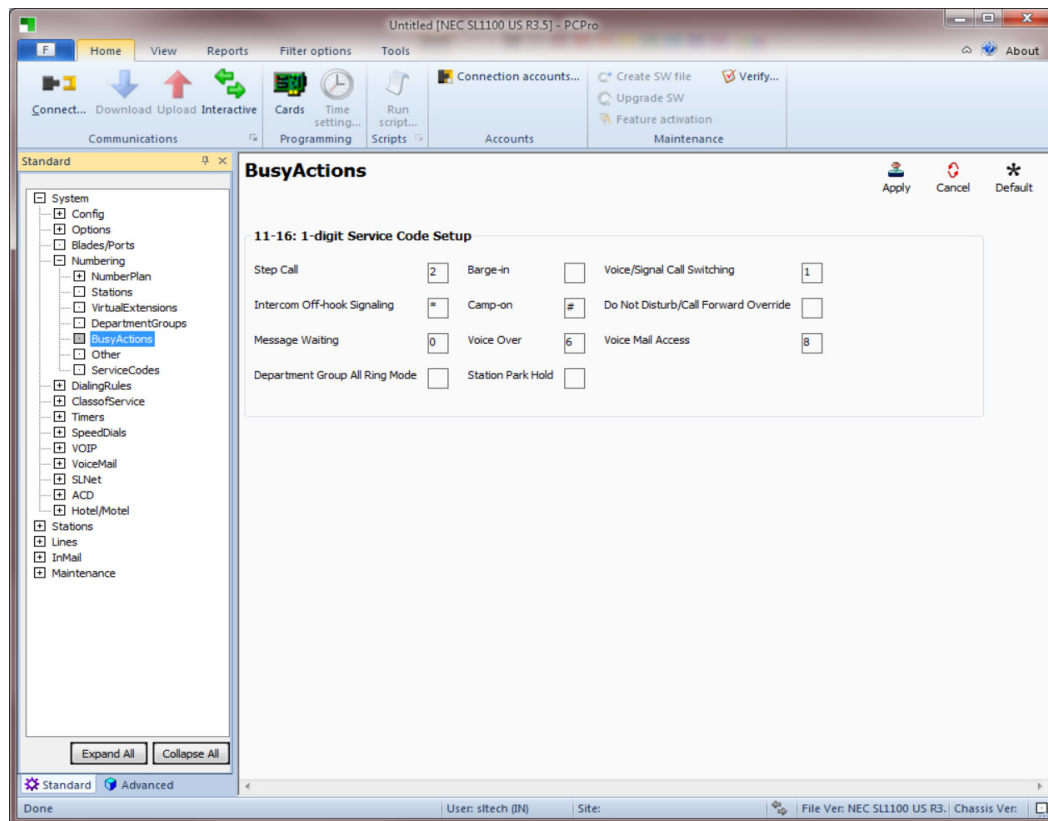 Untitled [NEC SL1100 US R3.5] - PCPro
F Home View Reports Filter options Tools About
Connect... Download Upload Interactive Cards Time setting... Run script... Connection accounts... Create SW file Verify...
Upgrade SW
Feature activation
Communications Programming Scripts Accounts Maintenance
Standard
System
Config
Options
Blades/Ports
Numbering
NumberPlan
Stations
VirtualExtensions
DepartmentGroups
BusyActions
Other
ServiceCodes
DialingRules
ClassofService
Timers
SpeedDials
VOIP
VoiceMail
SLNet
ACD
Hotel/Motel
Stations
Lines
InMail
Maintenance
Expand All Collapse All
Standard Advanced
BusyActions
Apply Cancel Default
11-16: 1-digit Service Code Setup
Step Call 2 Barge-in Voice/Signal Call Switching 1
Intercom Off-hook Signaling * Camp-on # Do Not Disturb/Call Forward Override
Message Waiting 0 Voice Over 6 Voice Mail Access 8
Department Group All Ring Mode Station Park Hold
Done User: sltech (IN) Site: File Ver: NEC SL1100 US R3. Chassis Ver: